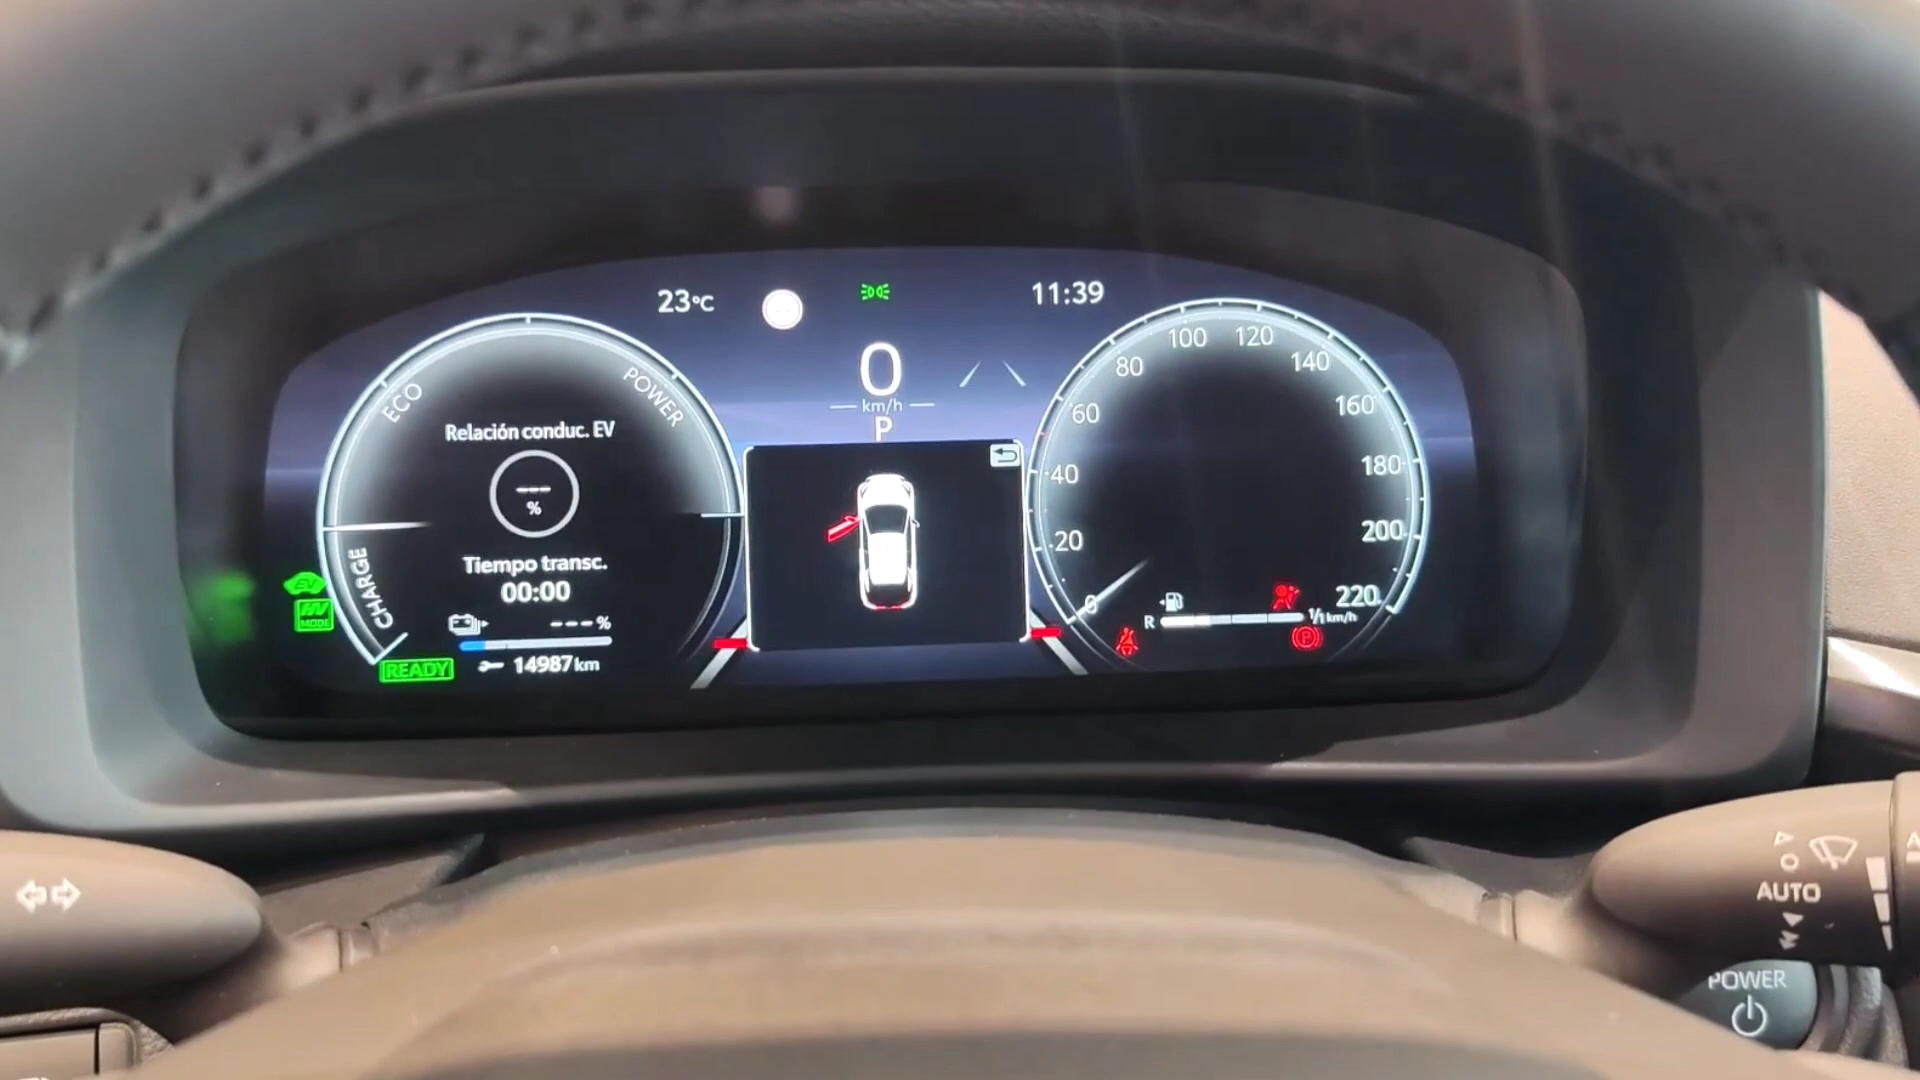 23°C
11:39
0
km/h
P
ECO
POWER
CHARGE
Relación conduc. EV
---
%
Tiempo transc.
00:00
---%
14987 km
EV
HV
MODE
READY
0
20
40
60
80
100
120
140
160
180
200
220
km/h
R
1/1
P
AUTO
POWER